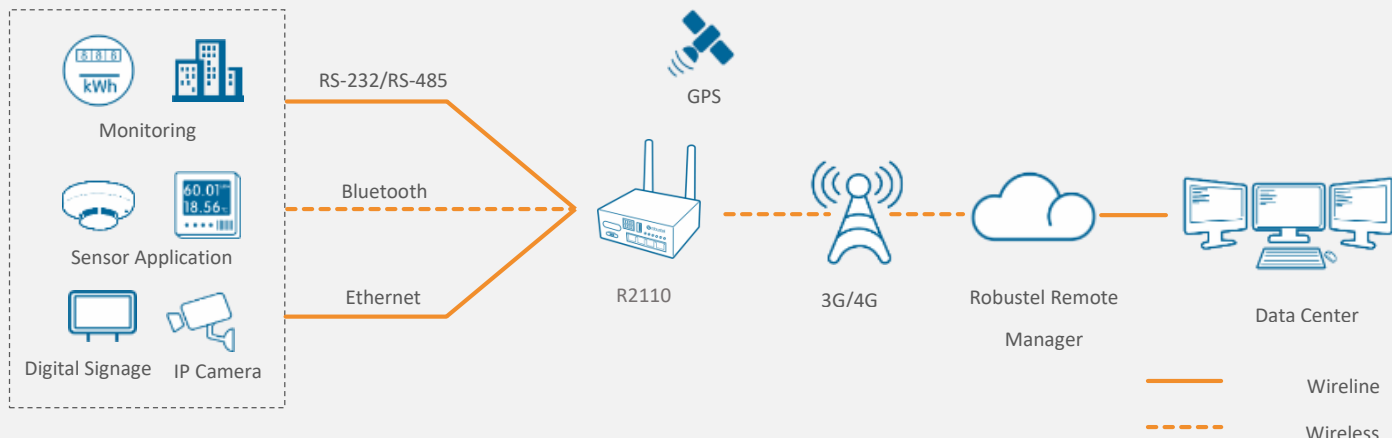 RS-232/RS-485
GPS
kWh
Monitoring
Bluetooth
60.01
18.56
Sensor Application
Ethernet
R2110
3G/4G
Robustel Remote
Manager
Data Center
Digital Signage
IP Camera
Wireline
Wireless